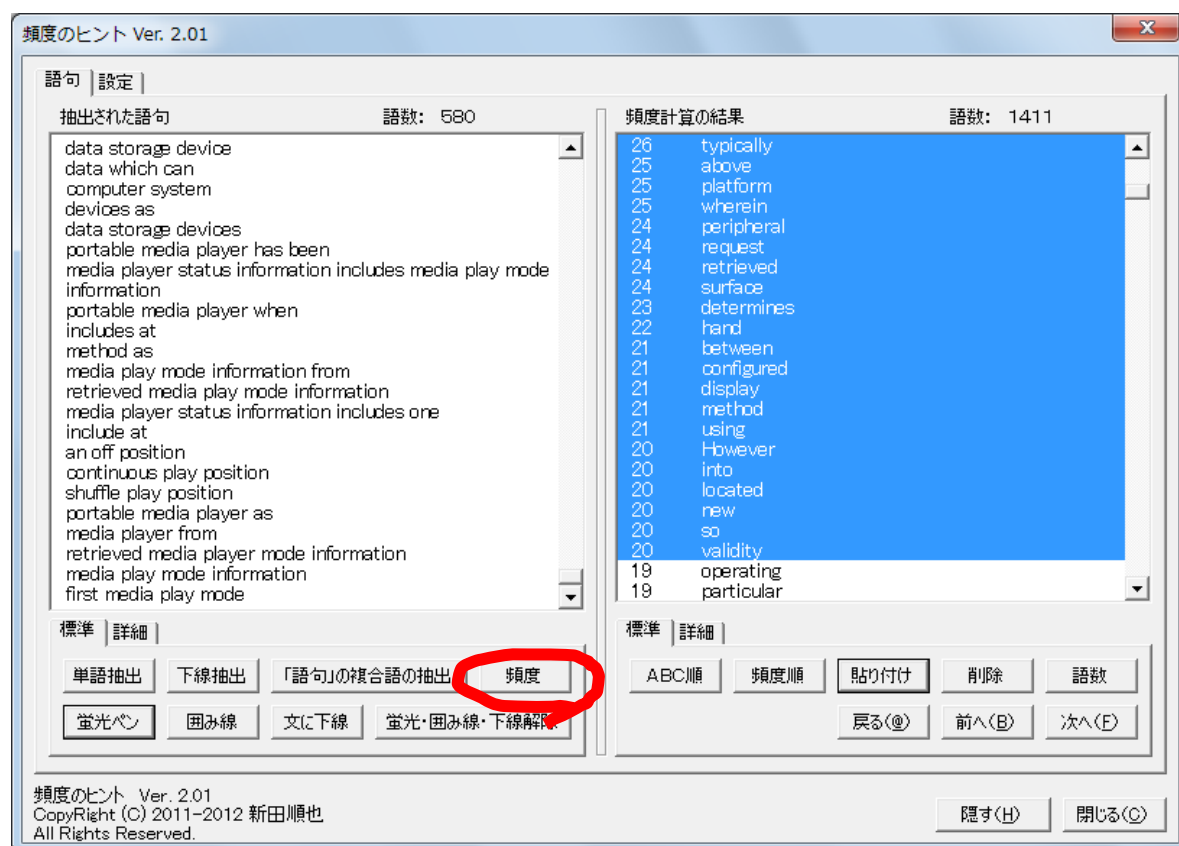 頻度のヒント Ver. 2.01
語句
設定
抽出された語句
語数: 580
data storage device
data which can
computer system
devices as
data storage devices
portable media player has been
media player status information includes media play mode
information
portable media player when
includes at
method as
media play mode information from
retrieved media play mode information
media player status information includes one
include at
an off position
continuous play position
shuffle play position
portable media player as
media player from
retrieved media player mode information
media play mode information
first media play mode
標準
詳細
単語抽出
下線抽出
「語句」の複合語の抽出
頻度
蛍光ペン
囲み線
文に下線
蛍光・囲み線・下線解除
頻度計算の結果
語数: 1411
26 typically
25 above
25 platform
25 wherein
24 peripheral
24 request
24 retrieved
24 surface
23 determines
22 hand
21 between
21 configured
21 display
21 method
21 using
20 However
20 into
20 located
20 new
20 so
20 validity
19 operating
19 particular
標準
詳細
ABC順
頻度順
貼り付け
削除
語数
戻る(@)
前へ(B)
次へ(F)
頻度のヒント Ver. 2.01
CopyRight (C) 2011-2012 新田順也
All Rights Reserved.
隠す(H)
閉じる(C)